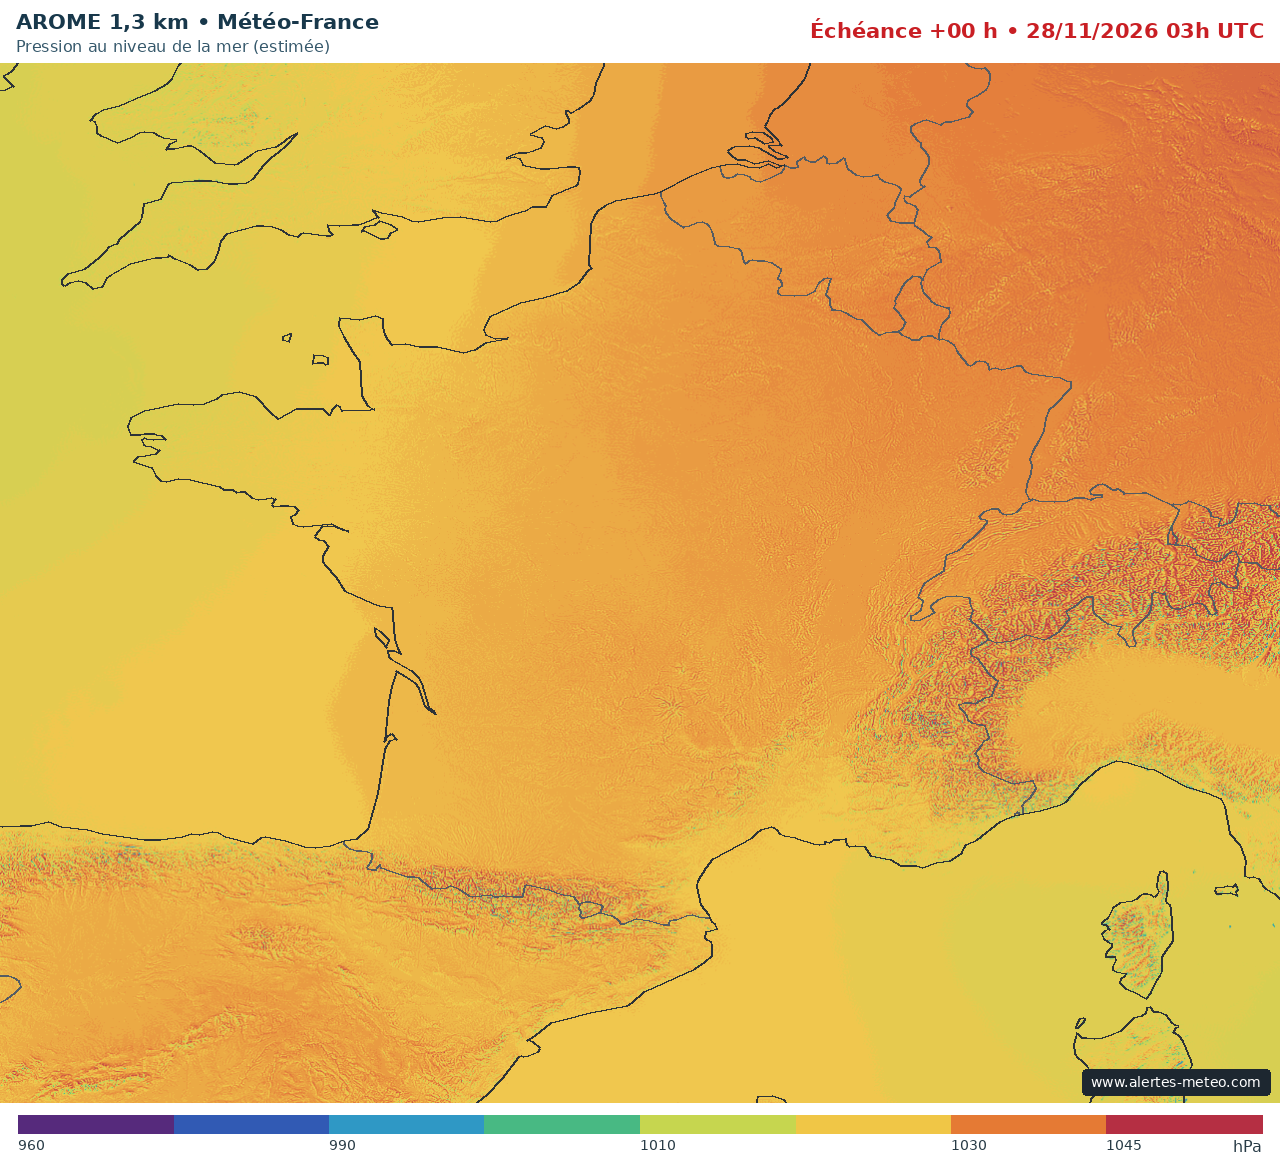 AROME 1,3 km • Météo-France
Pression au niveau de la mer (estimée)
Échéance +00 h • 28/11/2026 03h UTC
www.alertes-meteo.com
960 990 1010 1030 1045 hPa